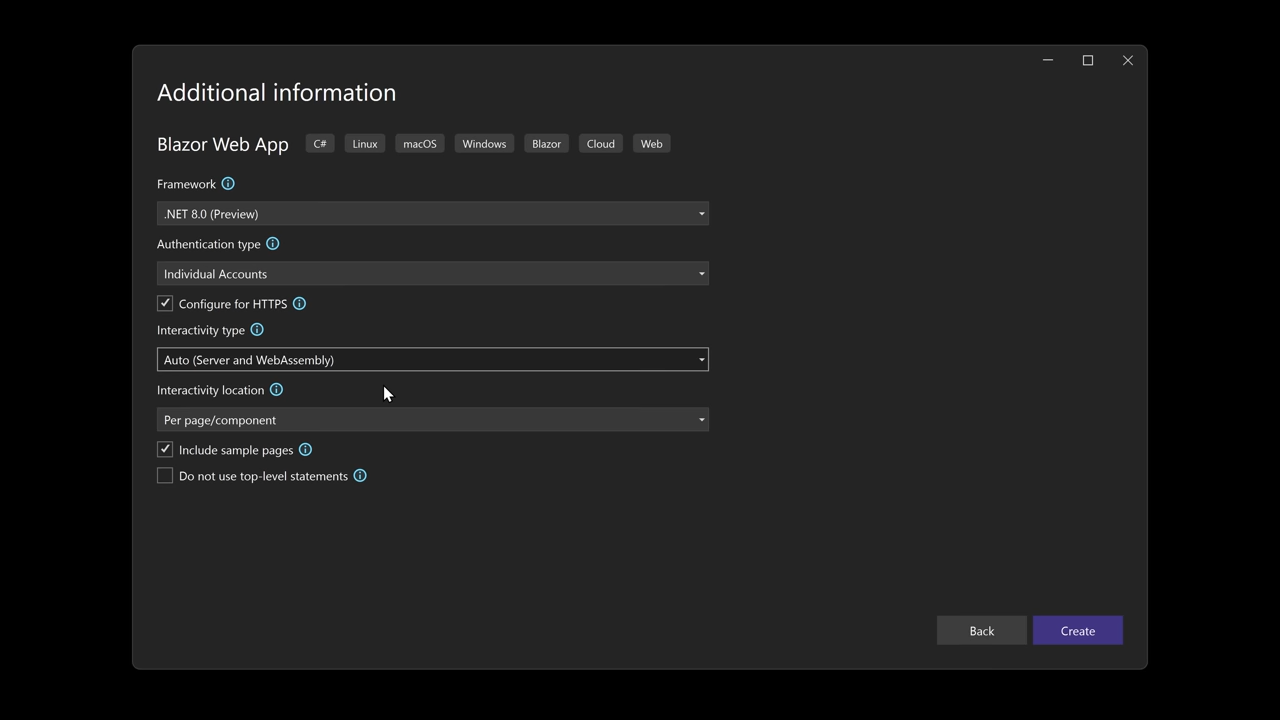 Additional information
Blazor Web App C# Linux macOS Windows Blazor Cloud Web
Framework
.NET 8.0 (Preview)
Authentication type
Individual Accounts
Configure for HTTPS
Interactivity type
Auto (Server and WebAssembly)
Interactivity location
Per page/component
Include sample pages
Do not use top-level statements
Back Create